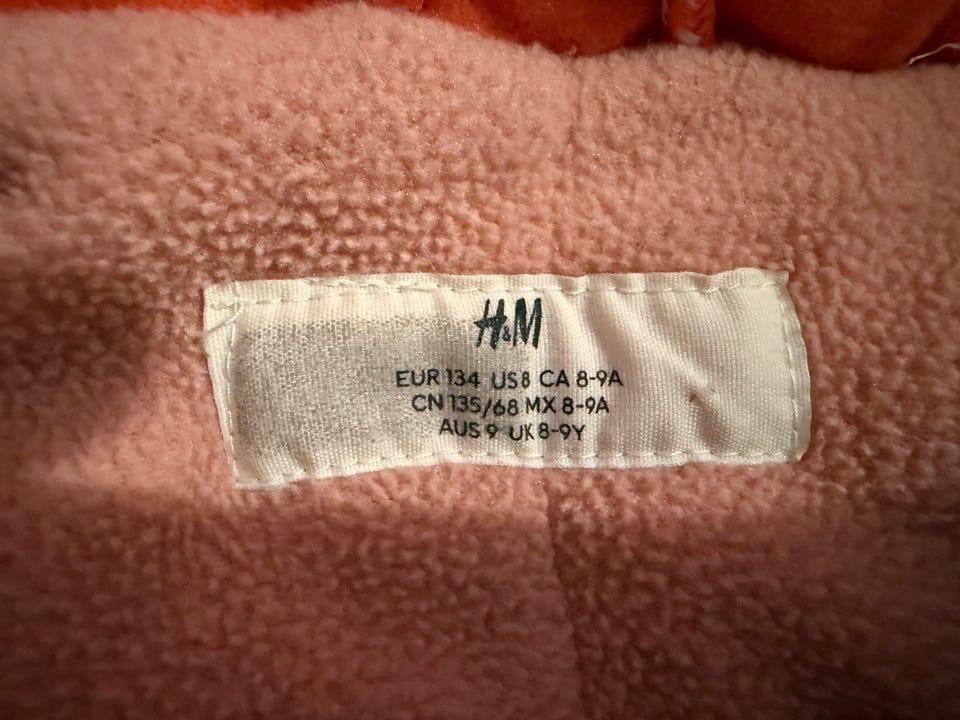 H&M
EUR 134 US 8 CA 8-9A
CN 135/68 MX 8-9A
AUS 9 UK 8-9Y